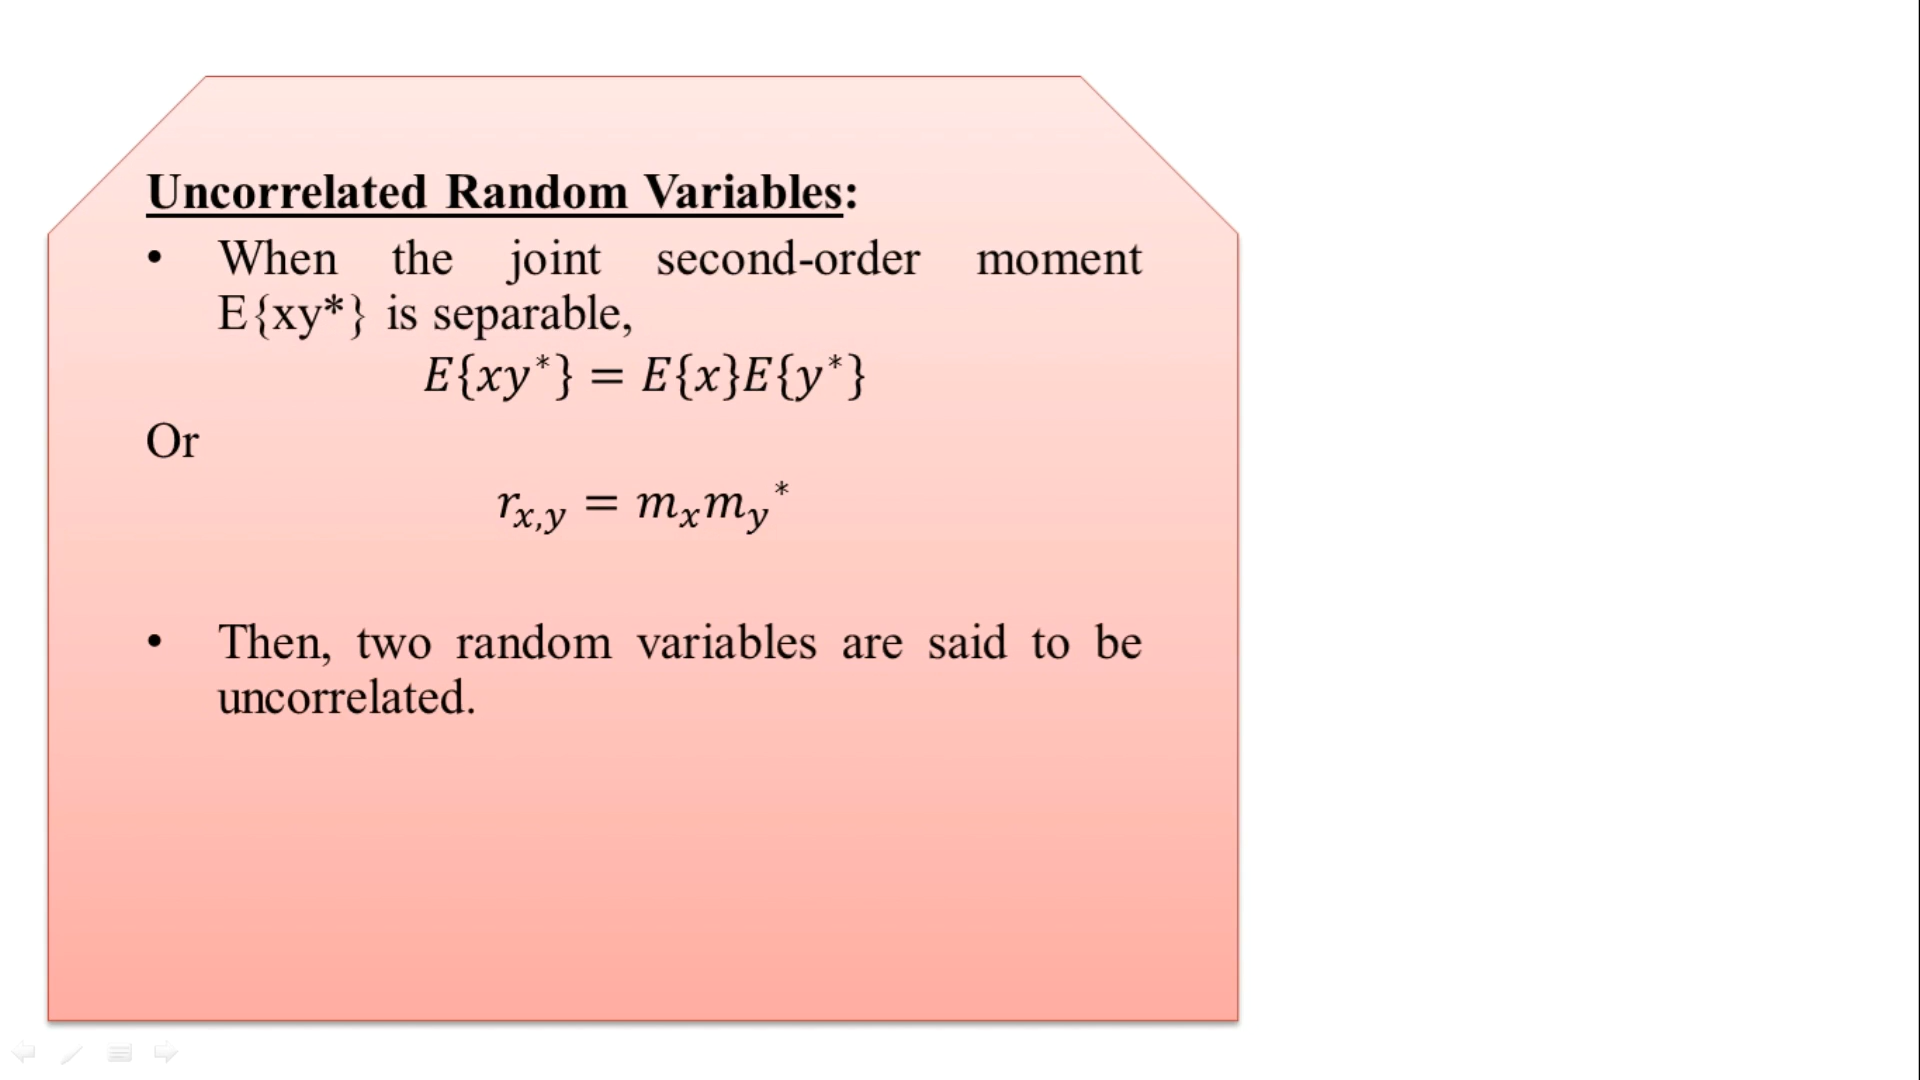 Uncorrelated Random Variables:
• When the joint second-order moment
E{xy*} is separable,
E{xy*} = E{x}E{y*}
Or
r_{x,y} = m_x m_y^*
• Then, two random variables are said to be
uncorrelated.